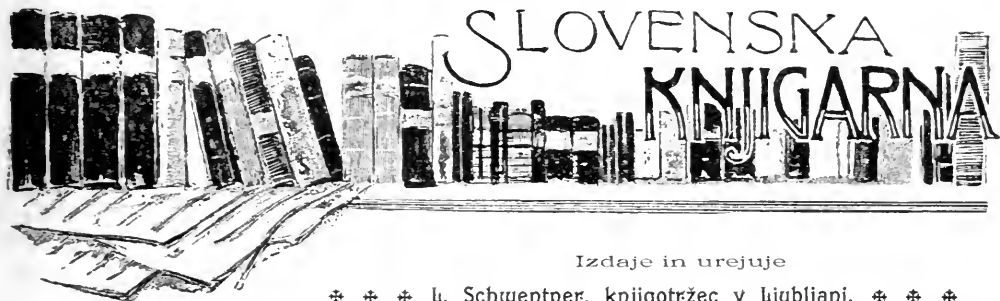 SLOVENSKA
KNJIGARNA
Izdaje in urejuje
L. Schwentner, knjigotržec v Ljubljani.